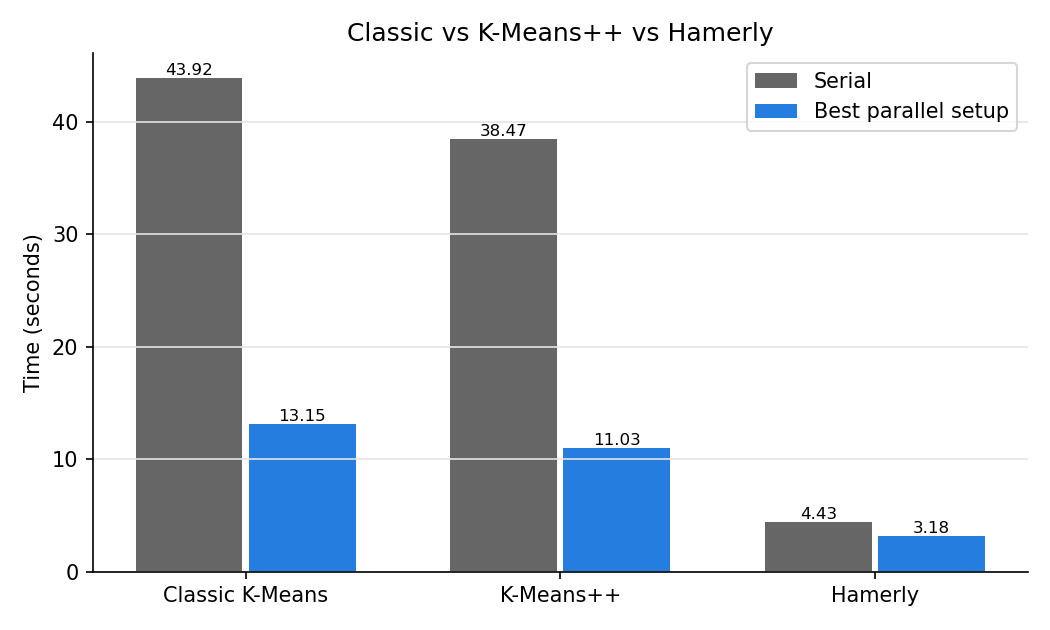 Classic vs K-Means++ vs Hamerly
Serial
Best parallel setup
Time (seconds)
40
30
20
10
0
43.92
13.15
38.47
11.03
4.43
3.18
Classic K-Means
K-Means++
Hamerly